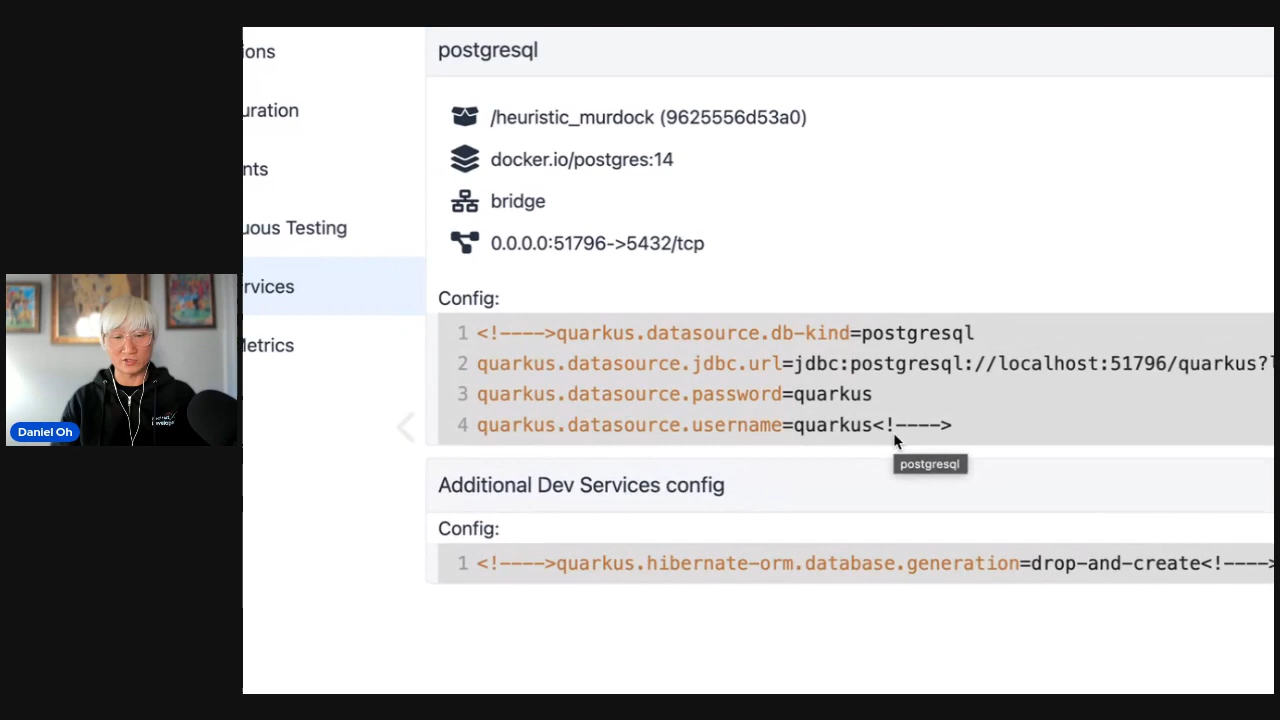 ions
uration
nts
uous Testing
rvices
Metrics
postgresql
/heuristic_murdock (9625556d53a0)
docker.io/postgres:14
bridge
0.0.0.0:51796->5432/tcp
Config:
1 <!---->quarkus.datasource.db-kind=postgresql
2 quarkus.datasource.jdbc.url=jdbc:postgresql://localhost:51796/quarkus?
3 quarkus.datasource.password=quarkus
4 quarkus.datasource.username=quarkus<!---->
postgresql
Additional Dev Services config
Config:
1 <!---->quarkus.hibernate-orm.database.generation=drop-and-create<!---->
Daniel Oh